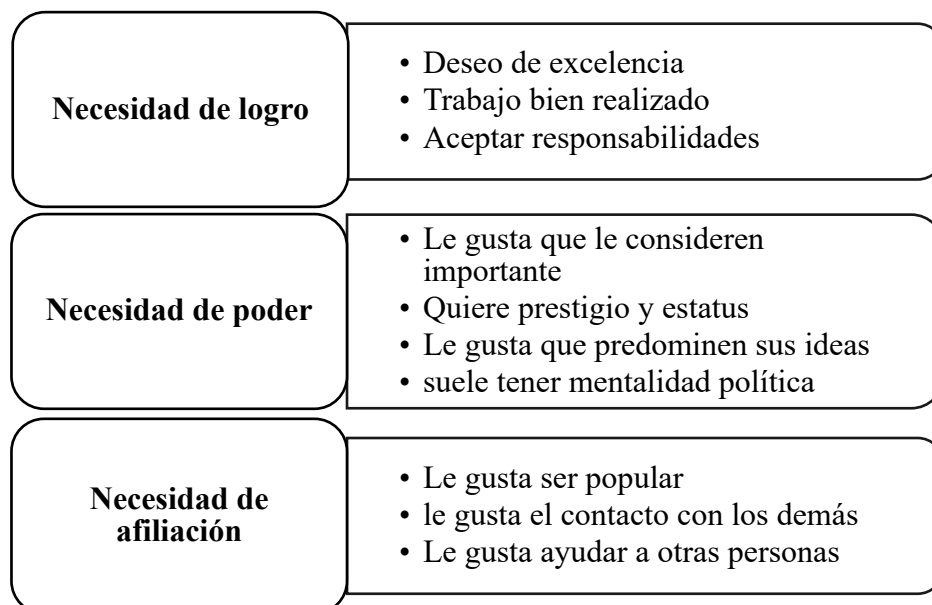 Necesidad de logro
• Deseo de excelencia
• Trabajo bien realizado
• Aceptar responsabilidades
Necesidad de poder
• Le gusta que le consideren
importante
• Quiere prestigio y estatus
• Le gusta que predominen sus ideas
• suele tener mentalidad política
Necesidad de
afiliación
• Le gusta ser popular
• le gusta el contacto con los demás
• Le gusta ayudar a otras personas